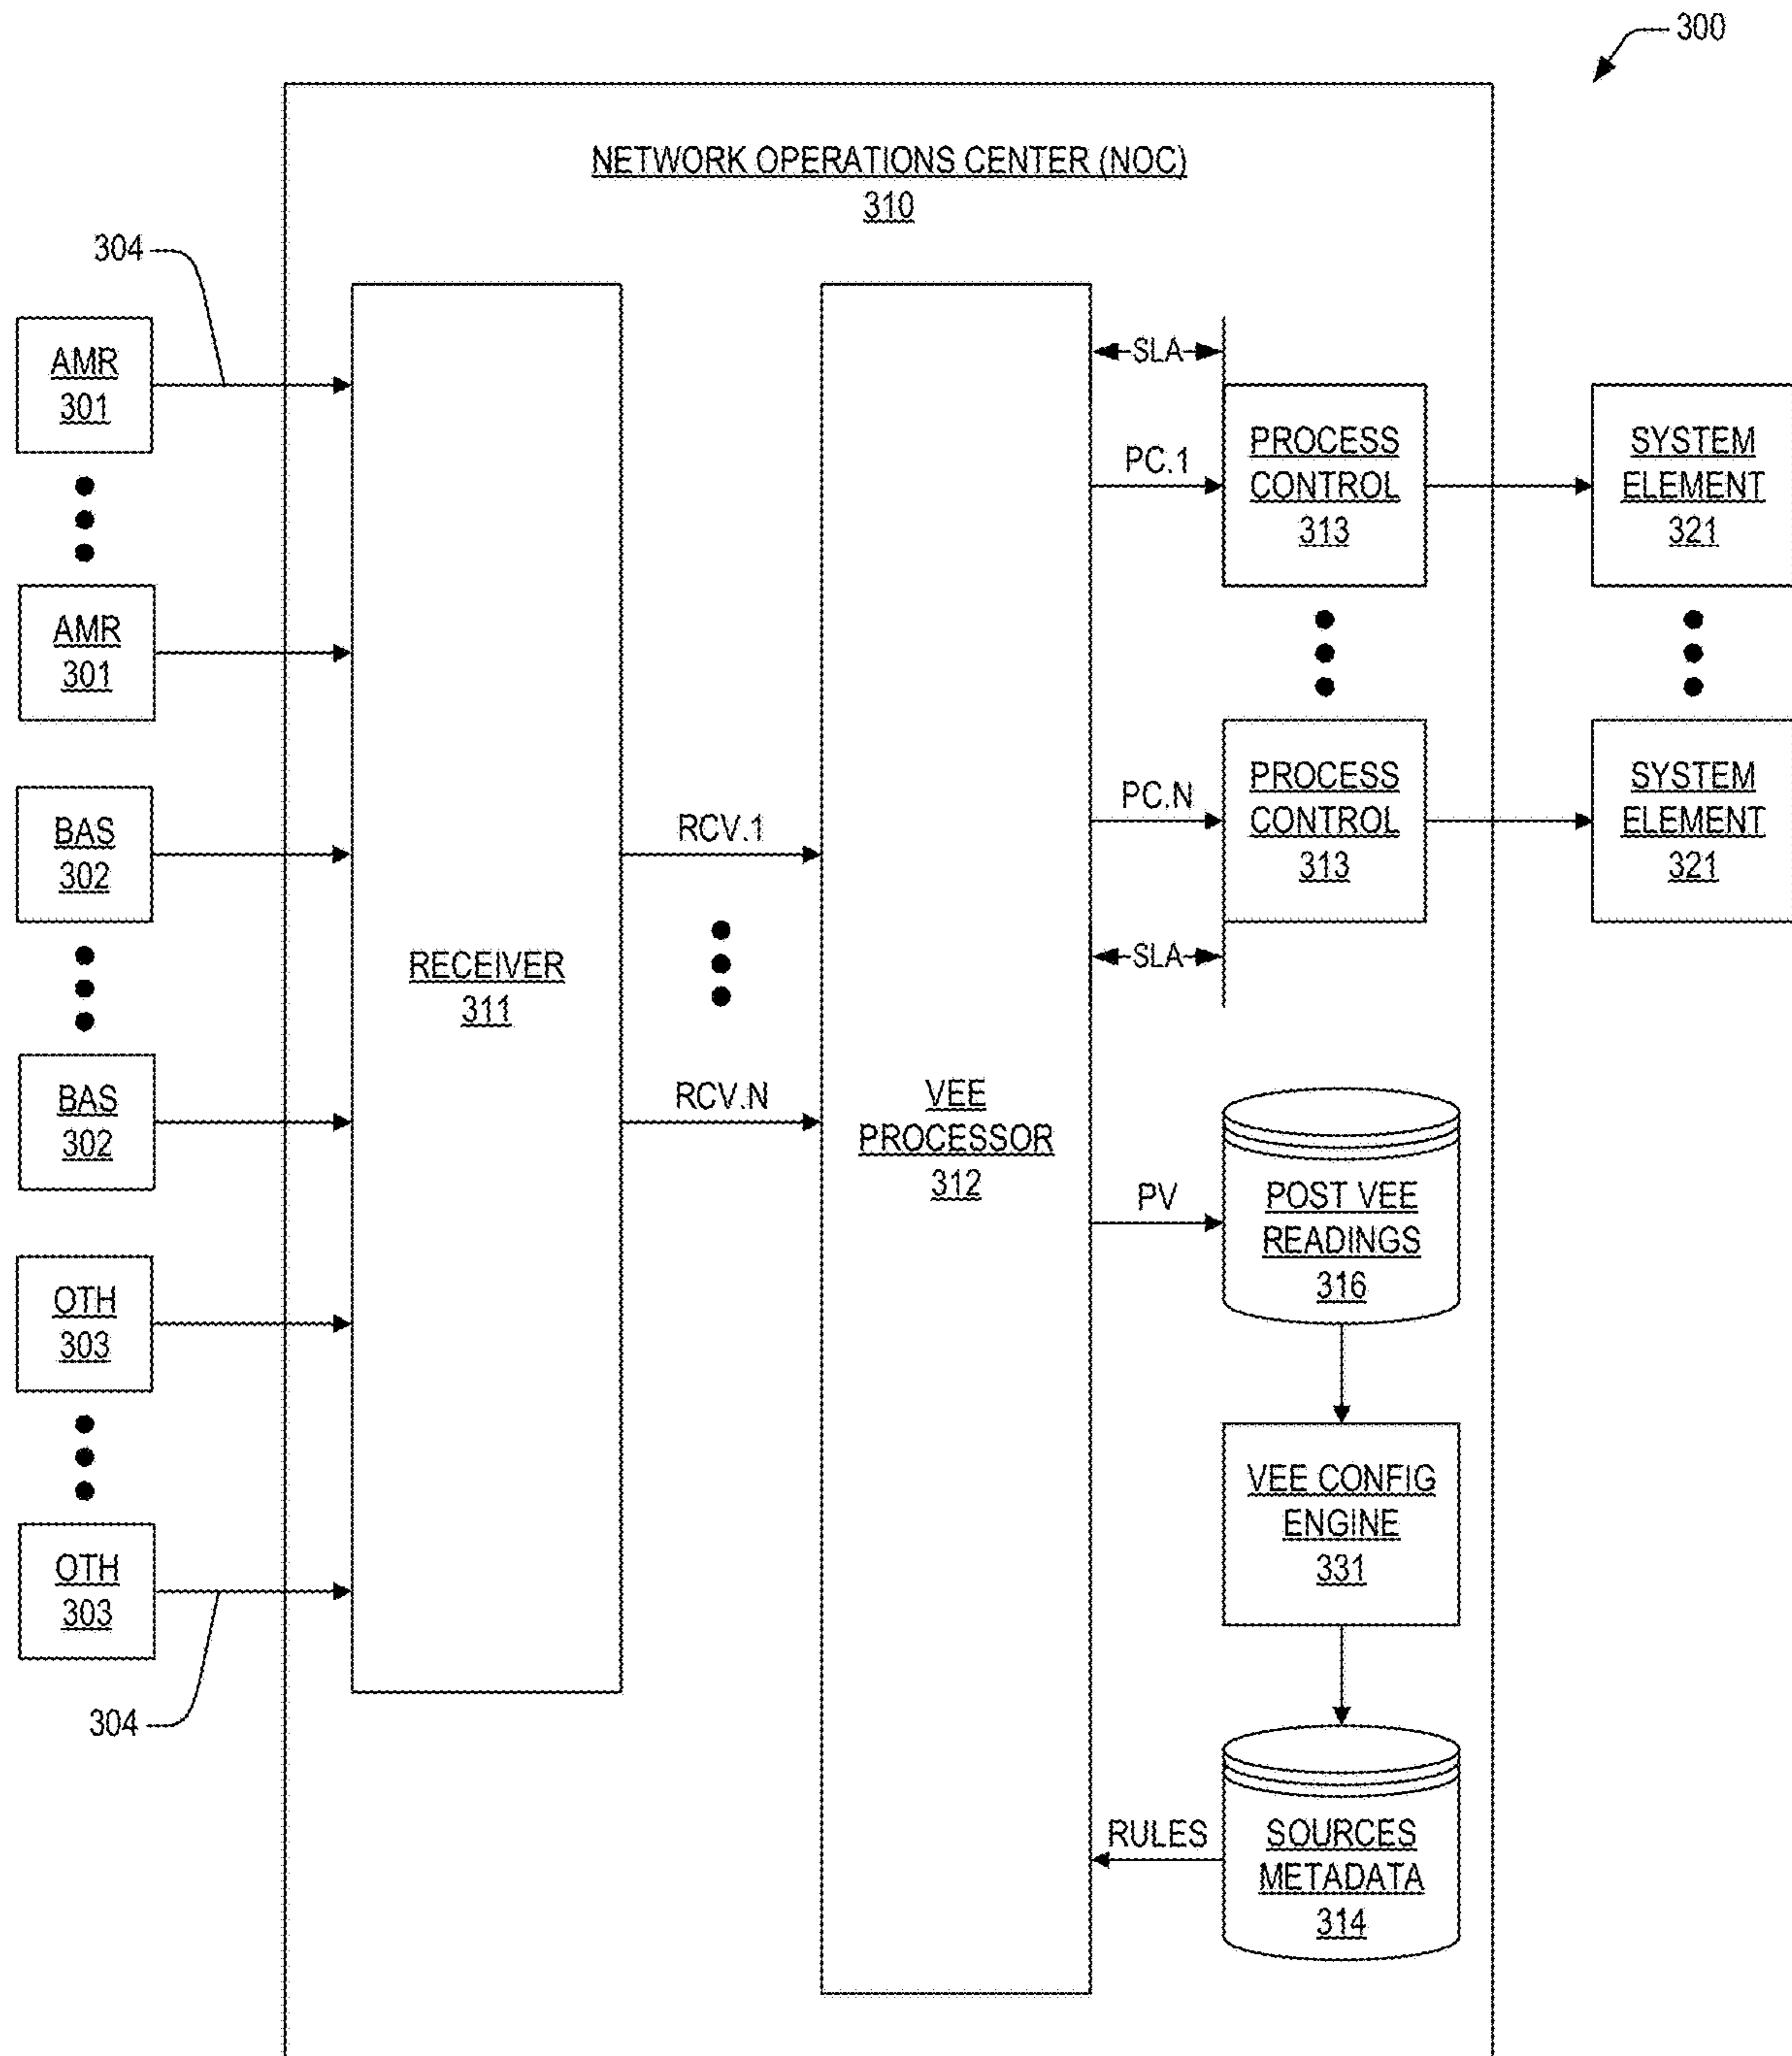 300
NETWORK OPERATIONS CENTER (NOC)
310
304
AMR
301
AMR
301
BAS
302
BAS
302
OTH
303
OTH
303
304
RECEIVER
311
RCV.1
RCV.N
VEE
PROCESSOR
312
SLA
PC.1
PC.N
SLA
PV
RULES
PROCESS
CONTROL
313
PROCESS
CONTROL
313
SYSTEM
ELEMENT
321
SYSTEM
ELEMENT
321
POST VEE
READINGS
316
VEE CONFIG
ENGINE
331
SOURCES
METADATA
314